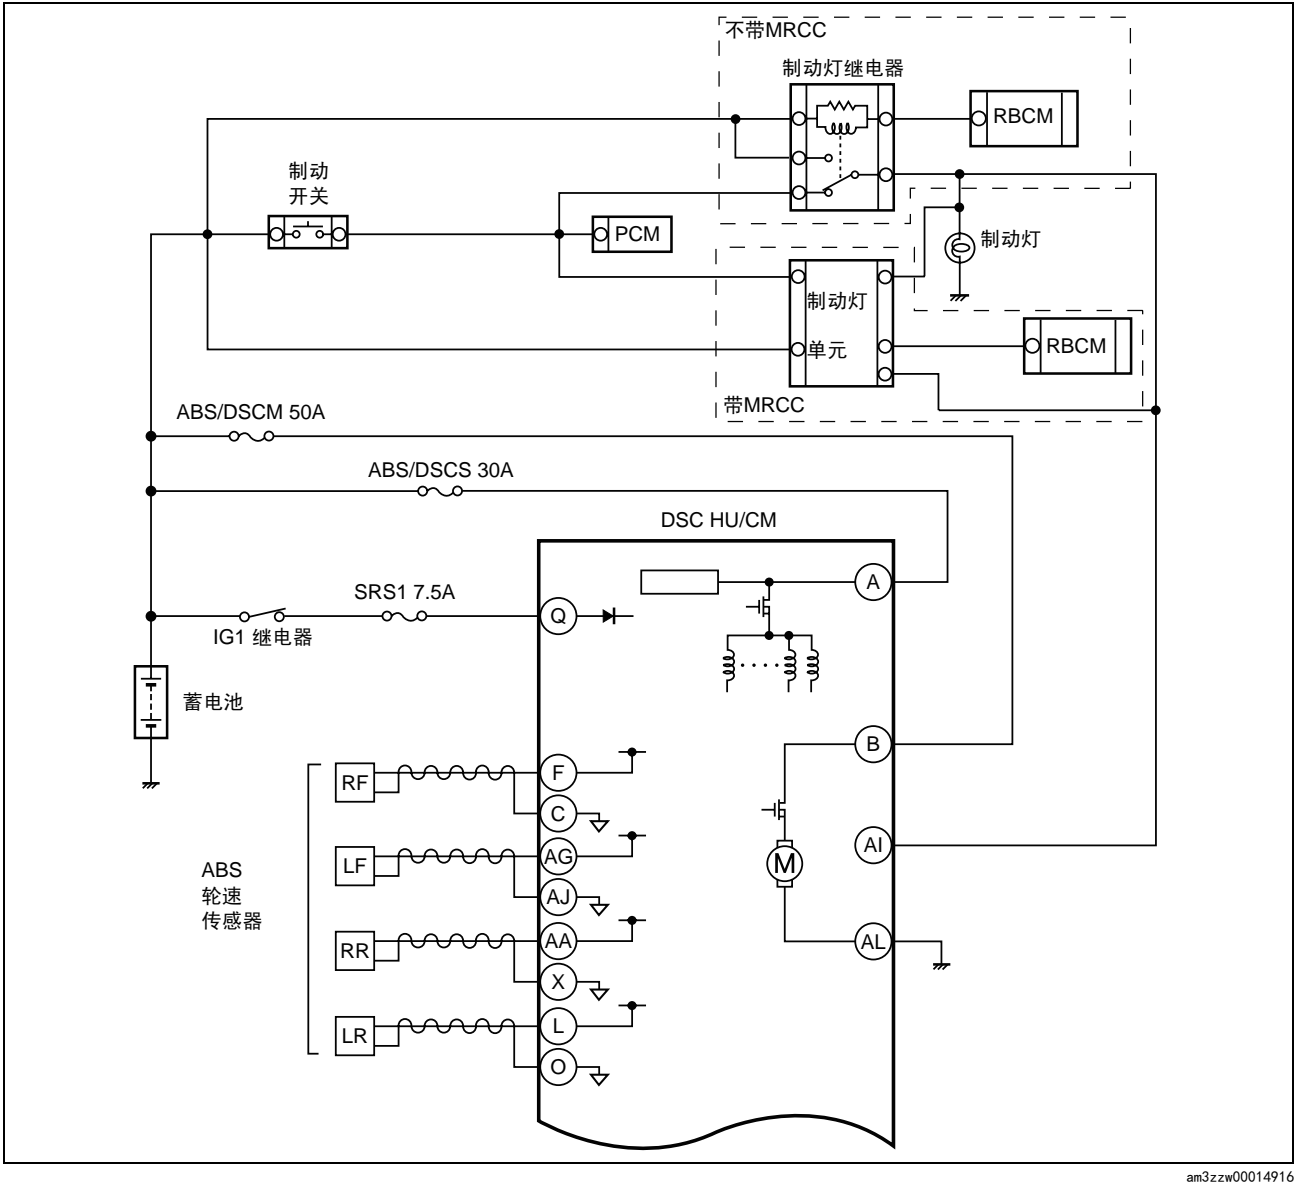 不带MRCC
制动灯继电器
RBCM
制动
开关
PCM
制动灯
制动灯
单元
RBCM
带MRCC
ABS/DSCM 50A
ABS/DSCS 30A
DSC HU/CM
A
SRS1 7.5A
Q
IG1 继电器
蓄电池
B
RF
F
C
AI
LF
AG
M
ABS
轮速
传感器
AJ
RR
AA
AL
X
LR
L
O
am3zzw00014916